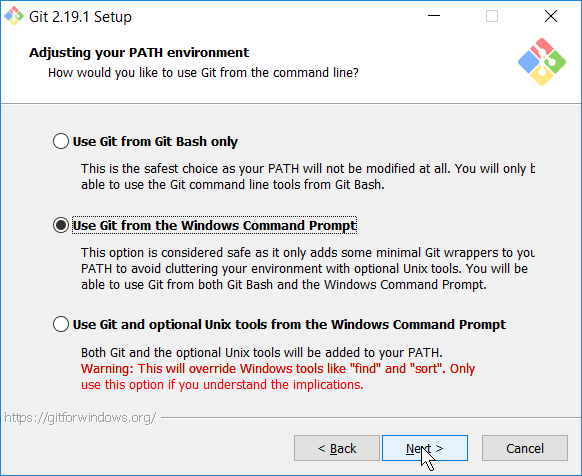 Git 2.19.1 Setup
Adjusting your PATH environment
How would you like to use Git from the command line?
Use Git from Git Bash only
This is the safest choice as your PATH will not be modified at all. You will only
able to use the Git command line tools from Git Bash.
Use Git from the Windows Command Prompt
This option is considered safe as it only adds some minimal Git wrappers to you
PATH to avoid cluttering your environment with optional Unix tools. You will be
able to use Git from both Git Bash and the Windows Command Prompt.
Use Git and optional Unix tools from the Windows Command Prompt
Both Git and the optional Unix tools will be added to your PATH.
Warning: This will override Windows tools like "find" and "sort". Only
use this option if you understand the implications.
https://gitforwindows.org/
< Back
Next >
Cancel